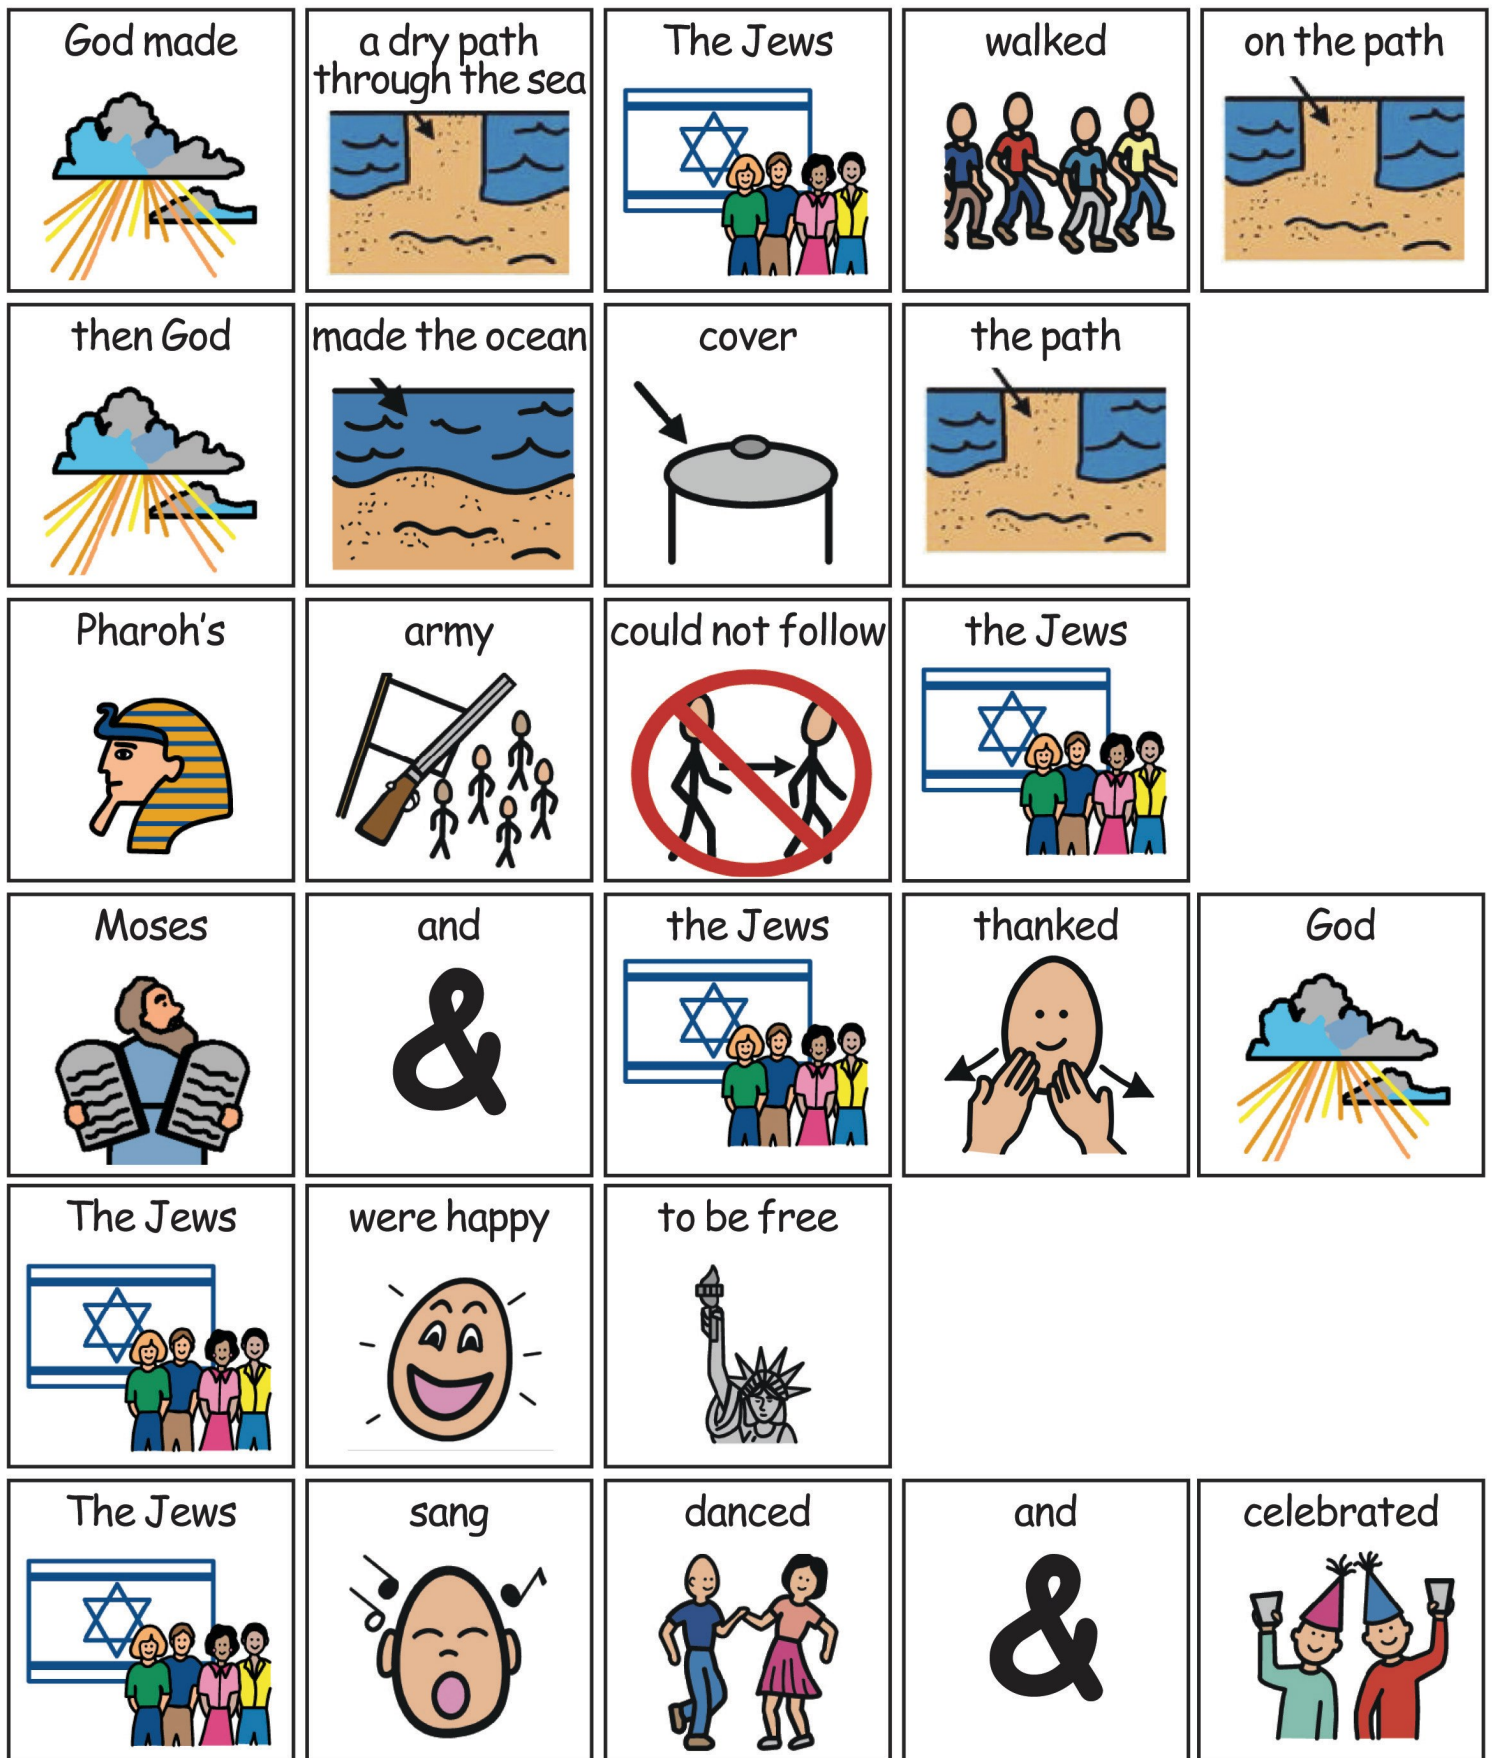 God made a dry path The Jews walked on the path
through the sea
then God made the ocean cover the path
Pharoh's army could not follow the Jews
Moses and the Jews thanked God
&
The Jews were happy to be free
The Jews sang danced and celebrated
&